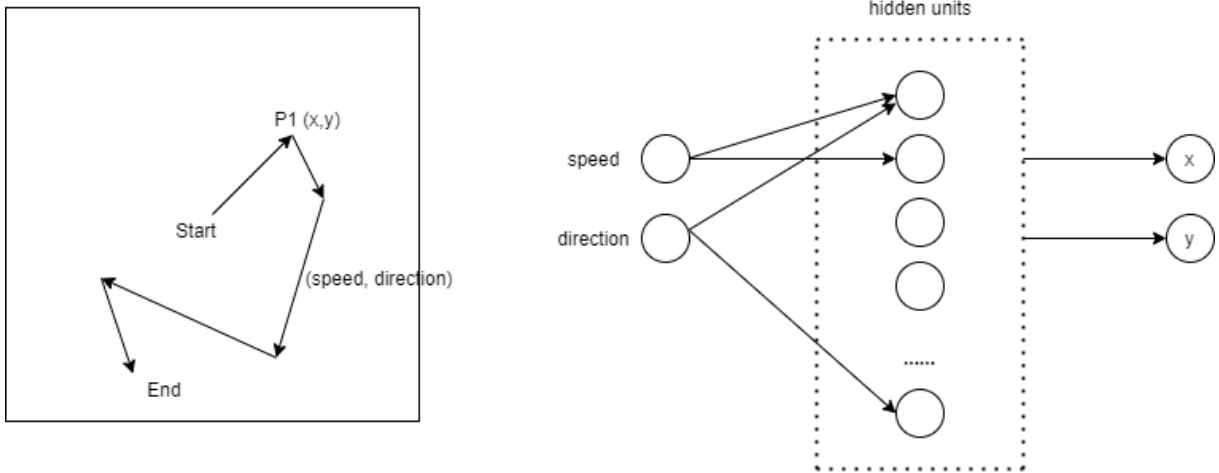 P1 (x,y)
Start
(speed, direction)
End
hidden units
speed
direction
......
x
y